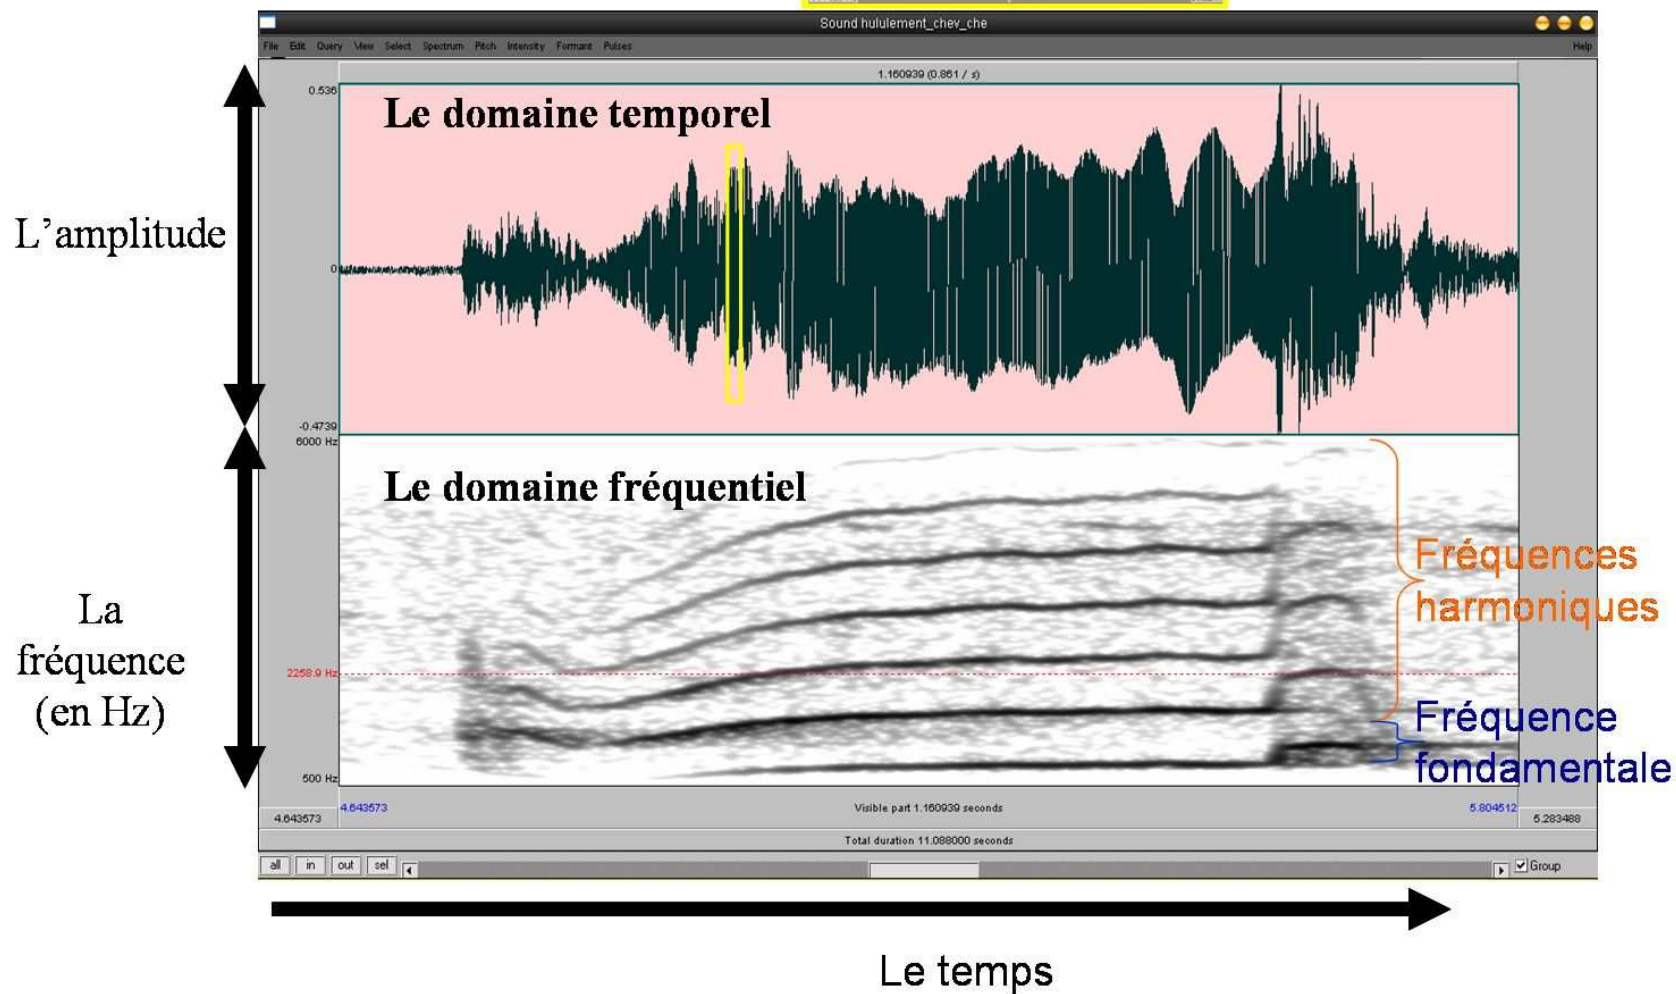 Sound hululement_chev_che
File Edit Query View Select Spectrum Pitch Intensity Formant Pulses Help
1.160939 (0.861 / s)
0.536
Le domaine temporel
L'amplitude
0
-0.4739
6000 Hz
Le domaine fréquentiel
Fréquences
harmoniques
La
fréquence
(en Hz)
2258.9 Hz
Fréquence
fondamentale
500 Hz
4.643573 Visible part 1.160939 seconds 5.804512
4.643573 5.283488
Total duration 11.088000 seconds
all in out sel Group
Le temps